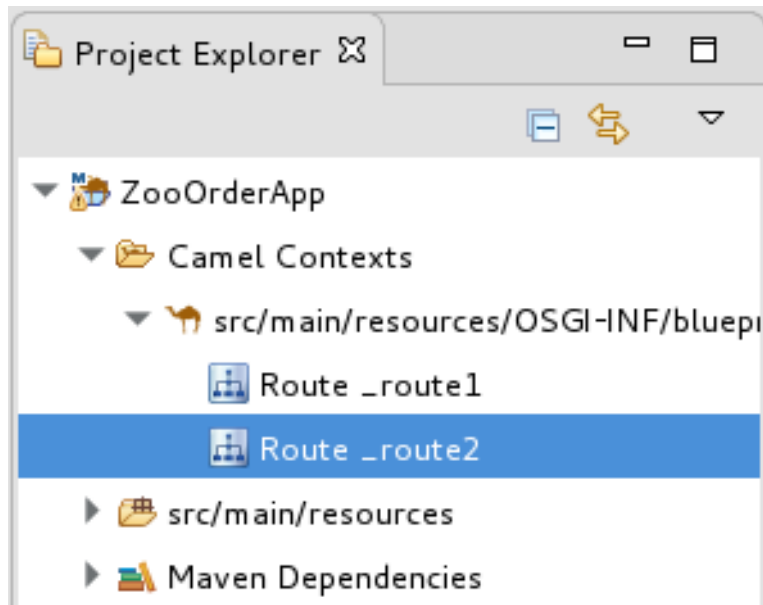 Project Explorer
ZooOrderApp
Camel Contexts
src/main/resources/OSGI-INF/bluepr
Route _route1
Route _route2
src/main/resources
Maven Dependencies